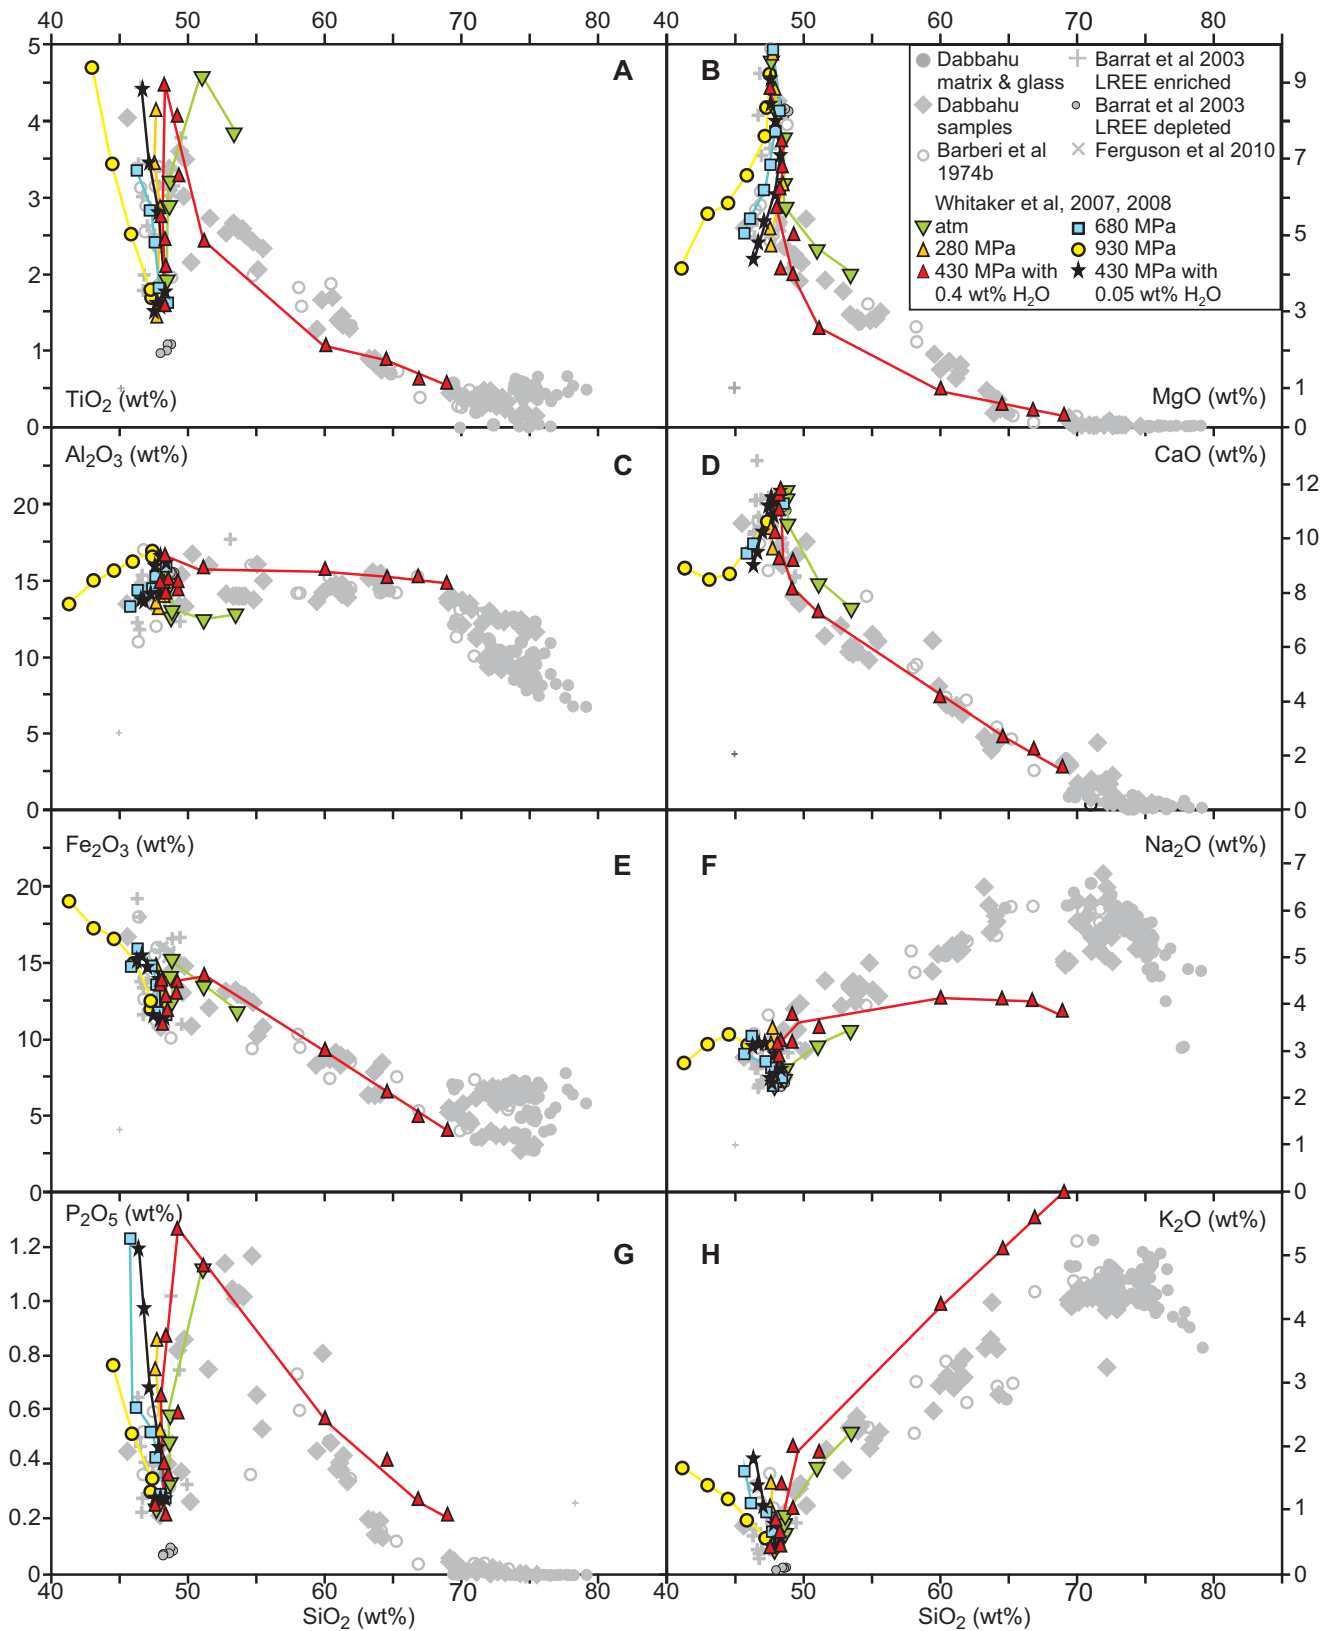 40 50 60 70 80 40 50 60 70 80
5 A B 9
4 7
3 5
2 3
1 1
0 0
TiO2 (wt%) MgO (wt%)
Dabbahu matrix & glass
Dabbahu samples
Barberi et al 1974b
Barrat et al 2003 LREE enriched
Barrat et al 2003 LREE depleted
Ferguson et al 2010
Whitaker et al, 2007, 2008
atm
280 MPa
430 MPa with 0.4 wt% H2O
680 MPa
930 MPa
430 MPa with 0.05 wt% H2O
Al2O3 (wt%) C D CaO (wt%)
20 12
15 10
10 8
5 6
0 4
2
0
Fe2O3 (wt%) E F Na2O (wt%)
20 7
15 6
10 5
5 4
0 3
2
1
0
P2O5 (wt%) G H K2O (wt%)
1.2 5
1.0 4
0.8 3
0.6 2
0.4 1
0.2 0
0
40 50 60 70 80 40 50 60 70 80
SiO2 (wt%) SiO2 (wt%)